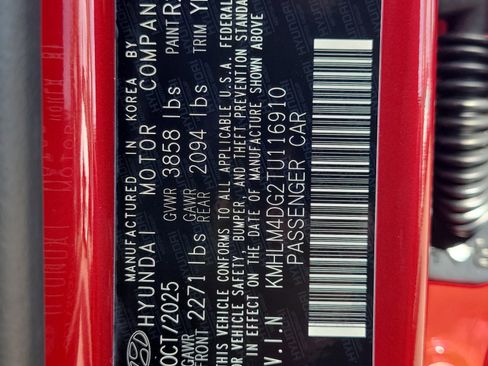 MANUFACTURED IN KOREA BY
HYUNDAI MOTOR COMPANY
OCT/2025 GVWR 3858 lbs PAINT
GAWR FRONT 2271 lbs GAWR REAR 2094 lbs TRIM
THIS VEHICLE CONFORMS TO ALL APPLICABLE U.S.A. FEDERAL
MOTOR VEHICLE SAFETY, BUMPER, AND THEFT PREVENTION STANDARDS
IN EFFECT ON THE DATE OF MANUFACTURE SHOWN ABOVE
V.I.N KMHLM4DG2TU116910
PASSENGER CAR